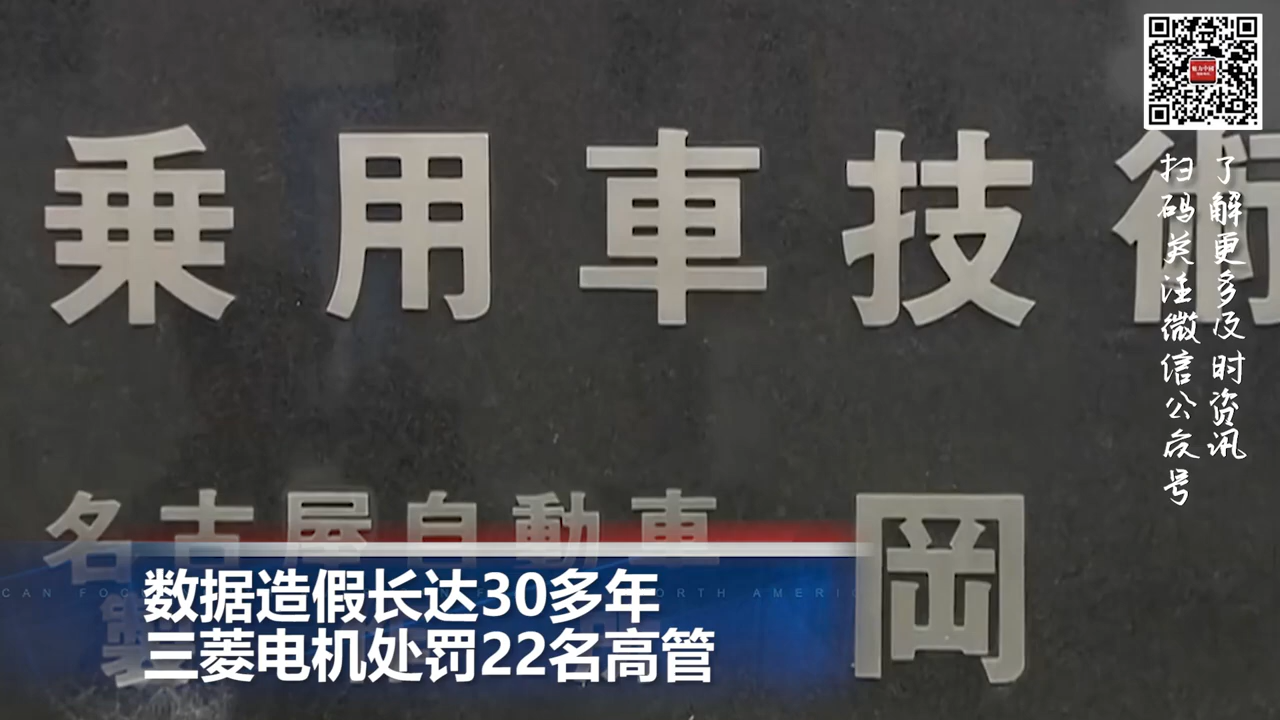 乗用車技術
名古屋自動車
岡
数据造假长达30多年
三菱电机处罚22名高管
了解更多及时资讯
扫码关注微信公众号